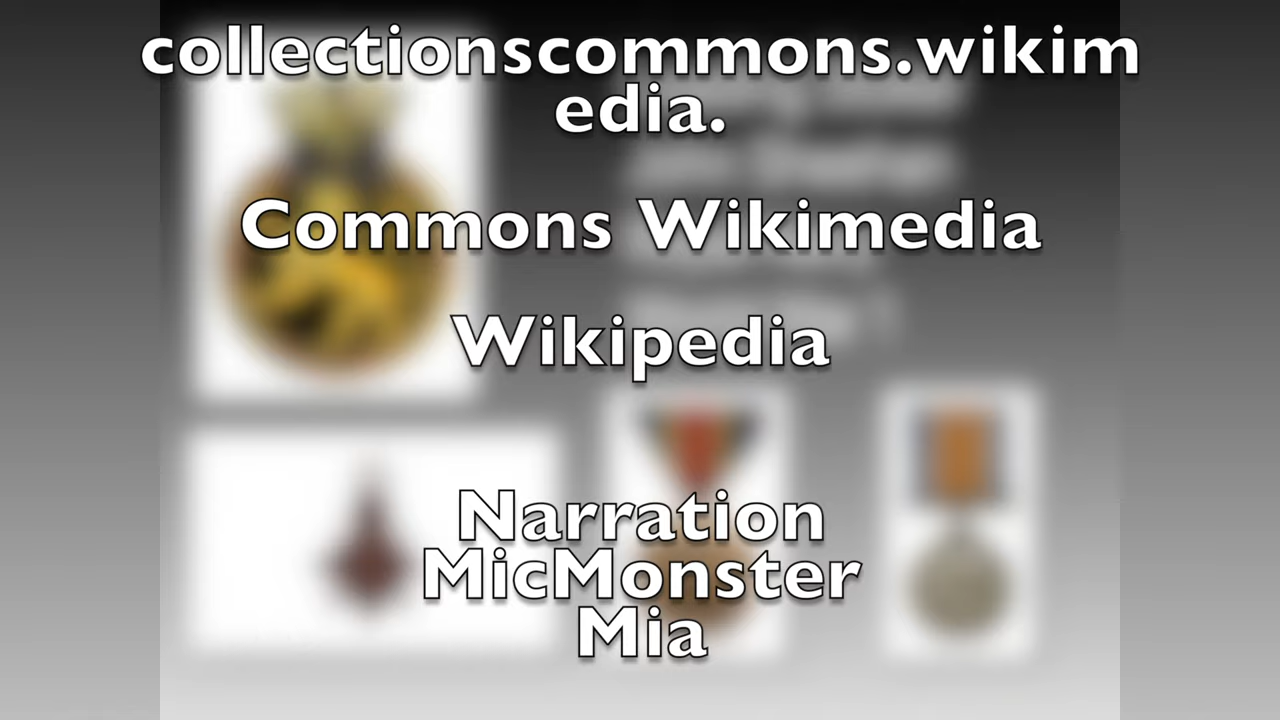 collectionscommons.wikim
edia.
Commons Wikimedia
Wikipedia
Narration
MicMonster
Mia